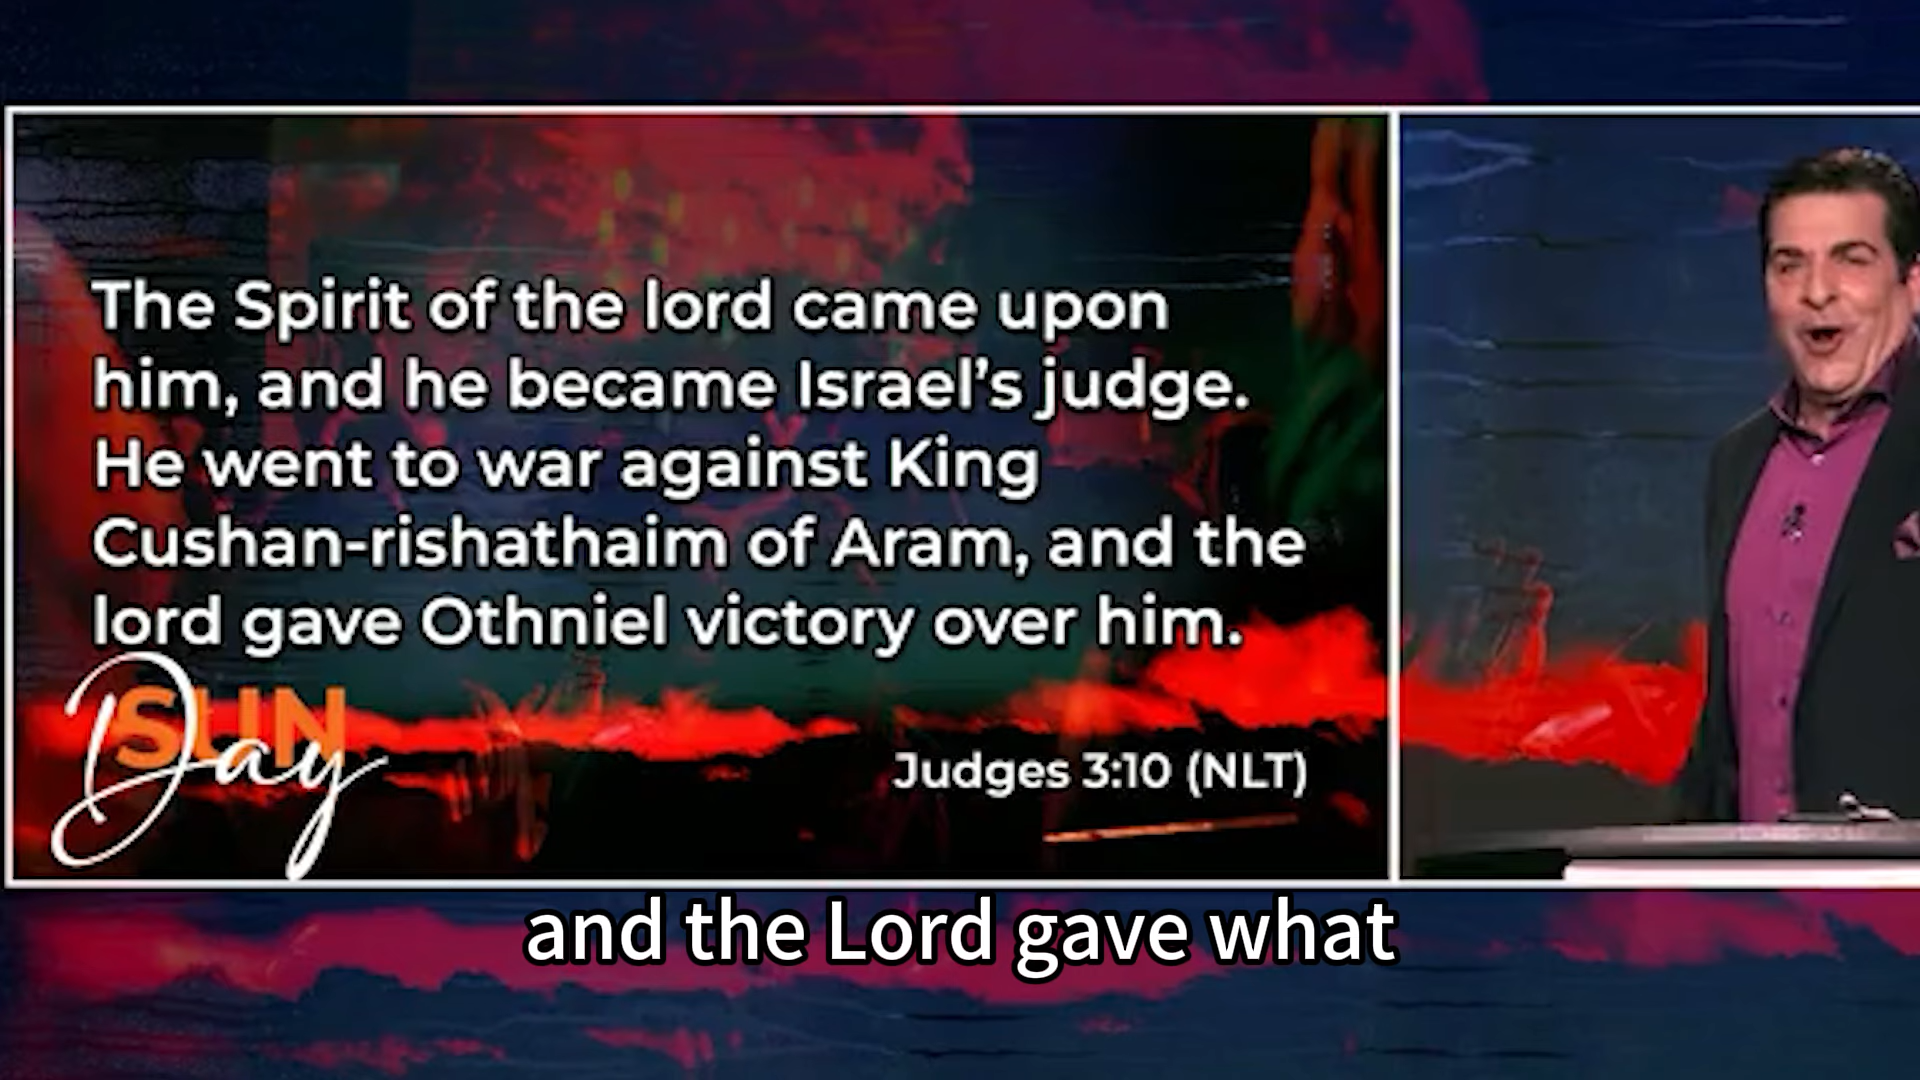 The Spirit of the lord came upon
him, and he became Israel’s judge.
He went to war against King
Cushan-rishathaim of Aram, and the
lord gave Othniel victory over him.
SUN
Day
Judges 3:10 (NLT)
and the Lord gave what